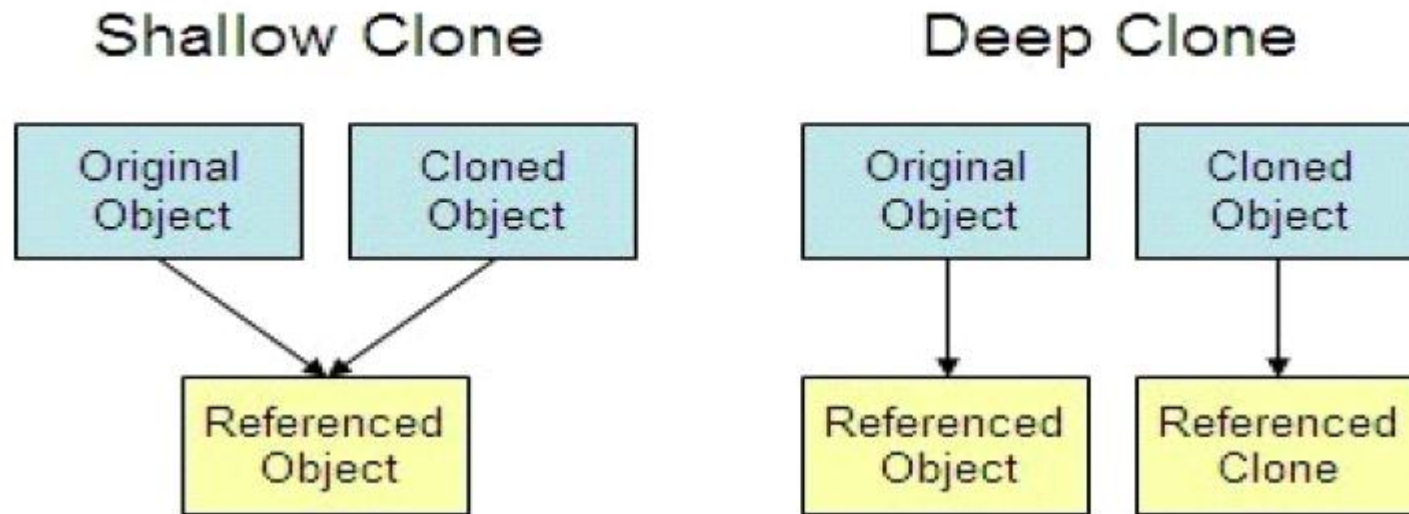 Shallow Clone
Deep Clone
Original
Object
Cloned
Object
Referenced
Object
Original
Object
Cloned
Object
Referenced
Object
Referenced
Clone